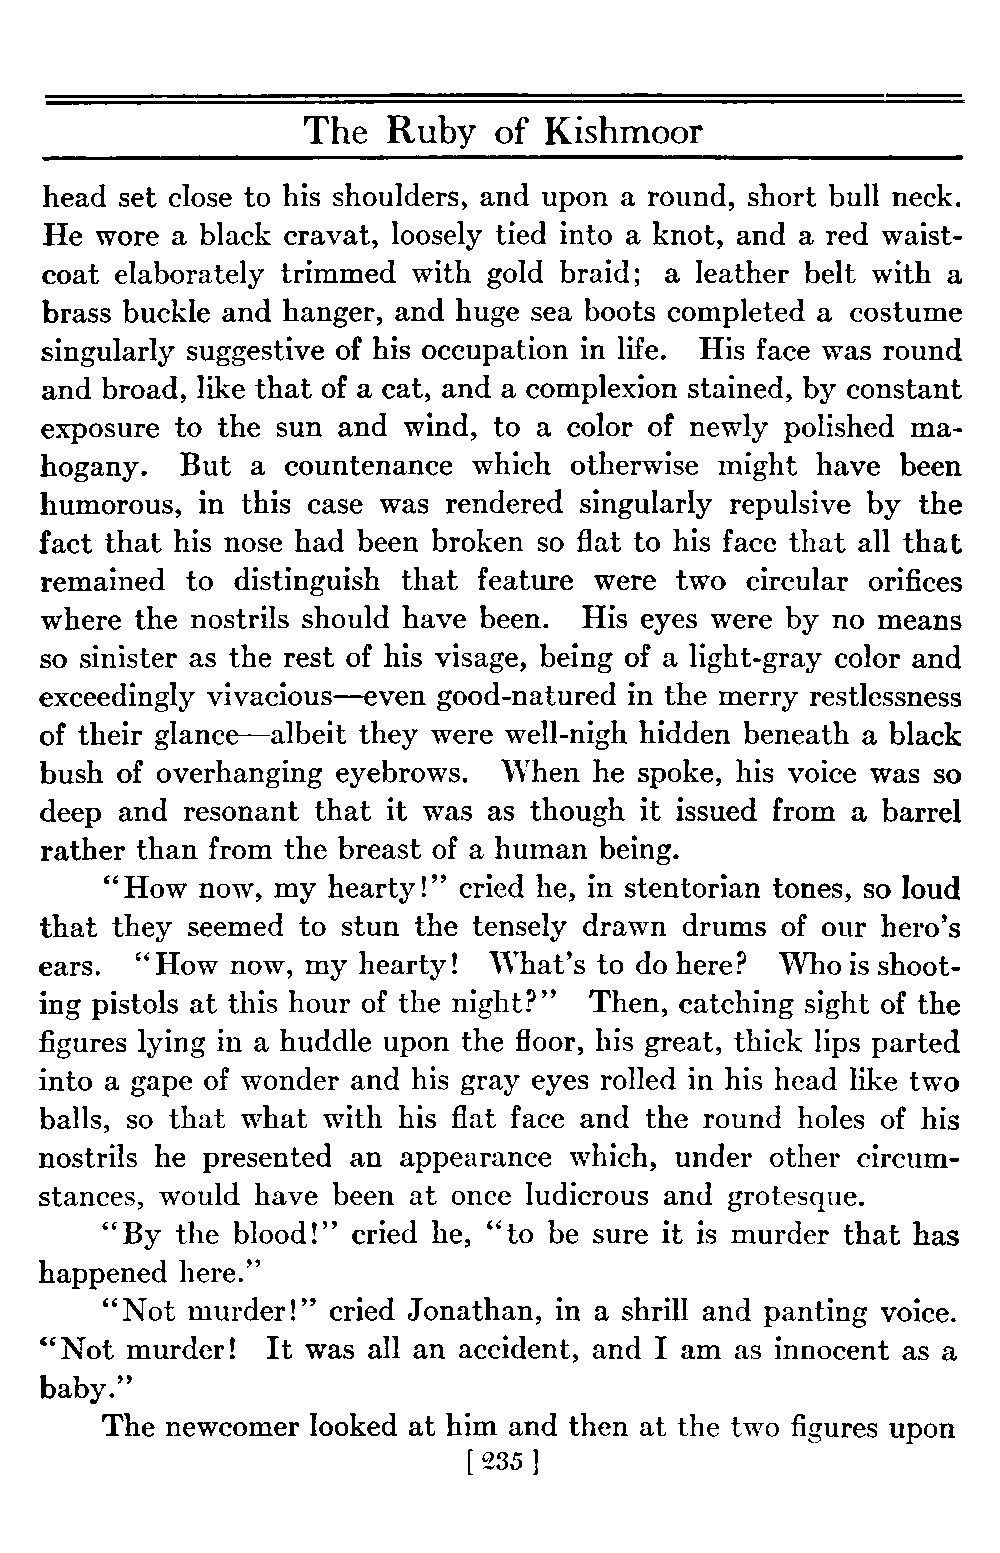 The Ruby of Kishmoor
head set close to his shoulders, and upon a round, short bull neck.
He wore a black cravat, loosely tied into a knot, and a red waist-
coat elaborately trimmed with gold braid; a leather belt with a
brass buckle and hanger, and huge sea boots completed a costume
singularly suggestive of his occupation in life. His face was round
and broad, like that of a cat, and a complexion stained, by constant
exposure to the sun and wind, to a color of newly polished ma-
hogany. But a countenance which otherwise might have been
humorous, in this case was rendered singularly repulsive by the
fact that his nose had been broken so flat to his face that all that
remained to distinguish that feature were two circular orifices
where the nostrils should have been. His eyes were by no means
so sinister as the rest of his visage, being of a light-gray color and
exceedingly vivacious—even good-natured in the merry restlessness
of their glance—albeit they were well-nigh hidden beneath a black
bush of overhanging eyebrows. When he spoke, his voice was so
deep and resonant that it was as though it issued from a barrel
rather than from the breast of a human being.
“How now, my hearty!” cried he, in stentorian tones, so loud
that they seemed to stun the tensely drawn drums of our hero’s
ears. “How now, my hearty! What’s to do here? Who is shoot-
ing pistols at this hour of the night?” Then, catching sight of the
figures lying in a huddle upon the floor, his great, thick lips parted
into a gape of wonder and his gray eyes rolled in his head like two
balls, so that what with his flat face and the round holes of his
nostrils he presented an appearance which, under other circum-
stances, would have been at once ludicrous and grotesque.
“By the blood!” cried he, “to be sure it is murder that has
happened here.”
“Not murder!” cried Jonathan, in a shrill and panting voice.
“Not murder! It was all an accident, and I am as innocent as a
baby.”
The newcomer looked at him and then at the two figures upon
[ 235 ]